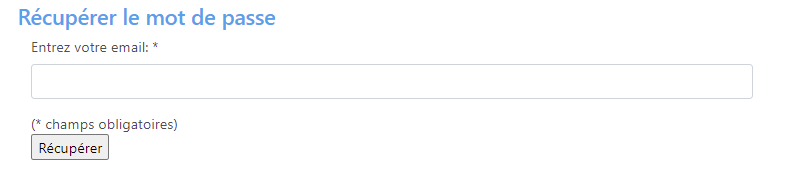 Récupérer le mot de passe
Entrez votre email: *
(* champs obligatoires)
Récupérer